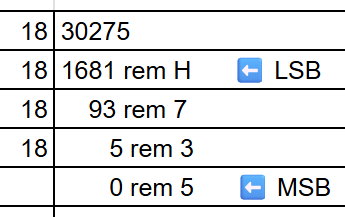 18 30275
18 1681 rem H ⬅ LSB
18 93 rem 7
18 5 rem 3
0 rem 5 ⬅ MSB